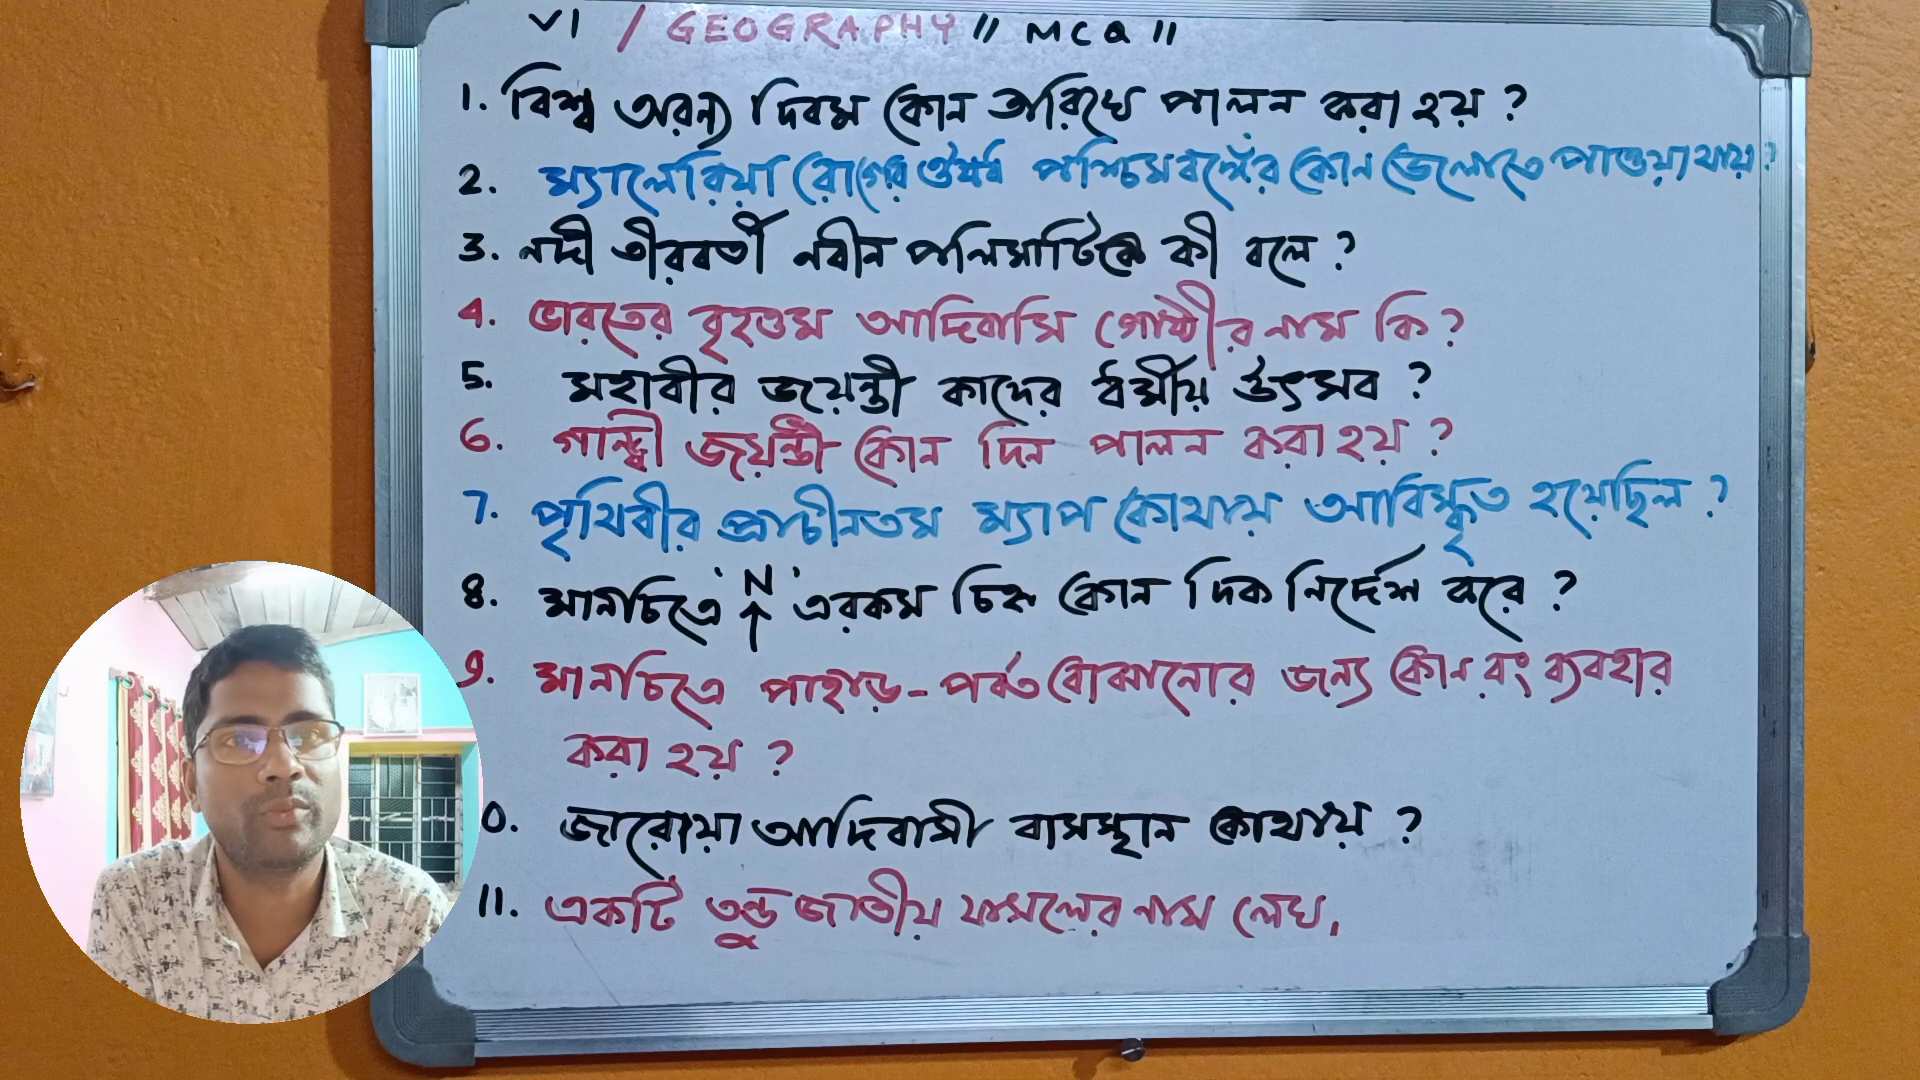 VI / GEOGRAPHY // MCQ //
1. বিশ্ব অরন্য দিবস কোন তারিখে পালন করা হয় ?
2. ম্যালেরিয়া রোগের ঔষধ পশ্চিমবঙ্গের কোন জেলাতে পাওয়া যায় ?
3. নদী তীরবর্তী নবীন পলিমাটিকে কী বলে ?
4. ভারতের বৃহত্তম আদিবাসি গোষ্ঠীর নাম কি ?
5. মহাবীর জয়ন্তী কাদের ধর্মীয় উৎসব ?
6. গান্ধী জয়ন্তী কোন দিন পালন করা হয় ?
7. পৃথিবীর প্রাচীনতম ম্যাপ কোথায় আবিস্কৃত হয়েছিল ?
8. মানচিত্রে 'N ↑' এরকম চিহ্ন কোন দিক নির্দেশ করে ?
9. মানচিত্রে পাহাড়-পর্বত বোঝানোর জন্য কোন রং ব্যবহার
করা হয় ?
0. জারোয়া আদিবাসী বাসস্থান কোথায় ?
11. একটি তন্তু জাতীয় ফসলের নাম লেখ.